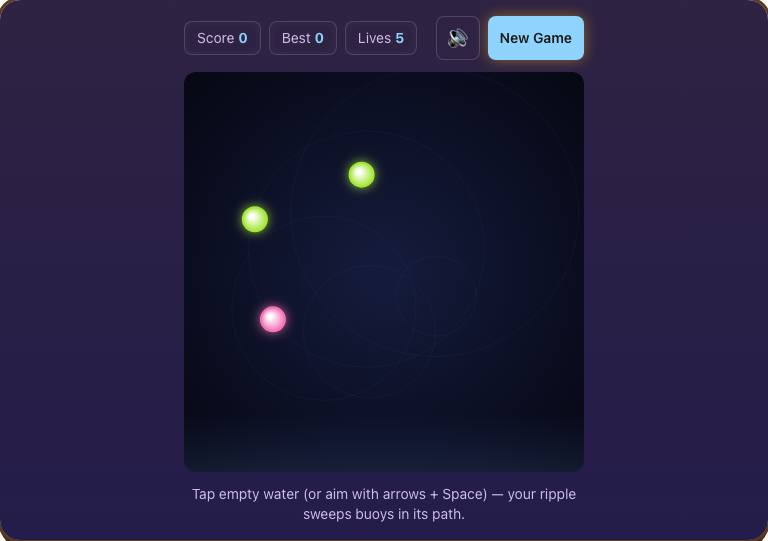 Score 0 Best 0 Lives 5 New Game
Tap empty water (or aim with arrows + Space) — your ripple
sweeps buoys in its path.